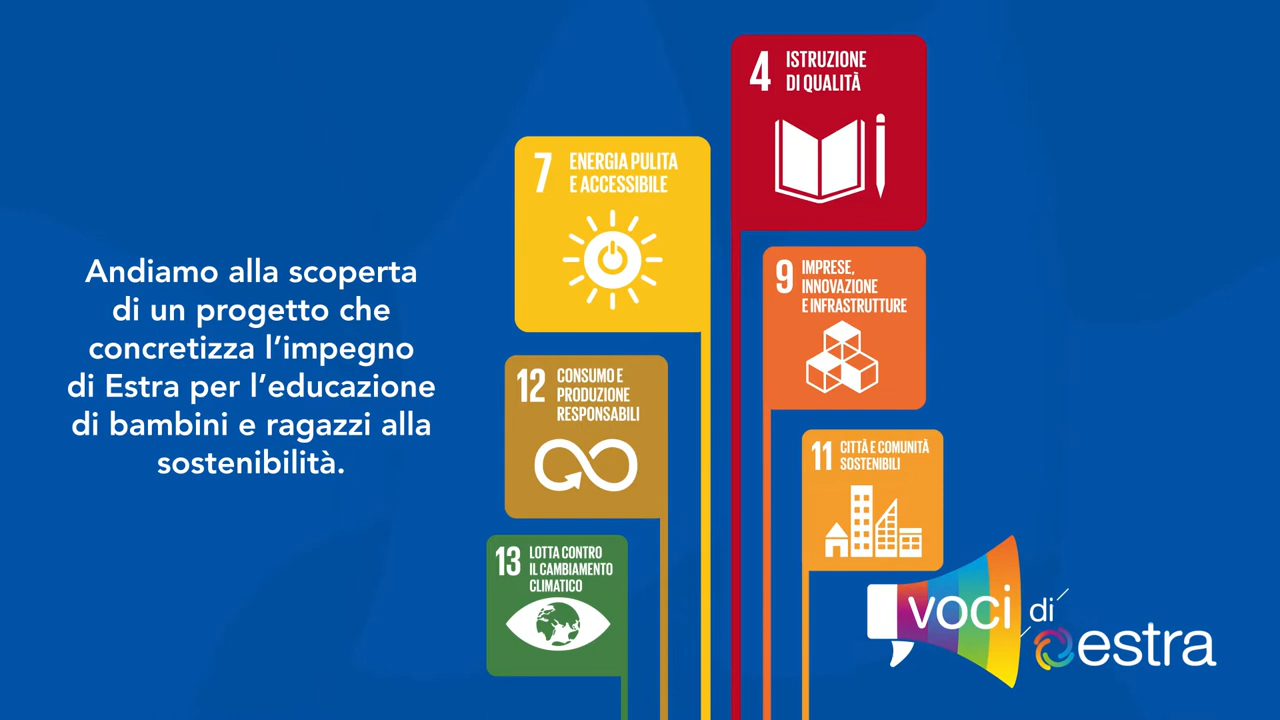 Andiamo alla scoperta
di un progetto che
concretizza l’impegno
di Estra per l’educazione
di bambini e ragazzi alla
sostenibilità.
4 ISTRUZIONE
DI QUALITÀ
7 ENERGIA PULITA
E ACCESSIBILE
9 IMPRESE,
INNOVAZIONE
E INFRASTRUTTURE
12 CONSUMO E
PRODUZIONE
RESPONSABILI
11 CITTÀ E COMUNITÀ
SOSTENIBILI
13 LOTTA CONTRO
IL CAMBIAMENTO
CLIMATICO
voci di
estra